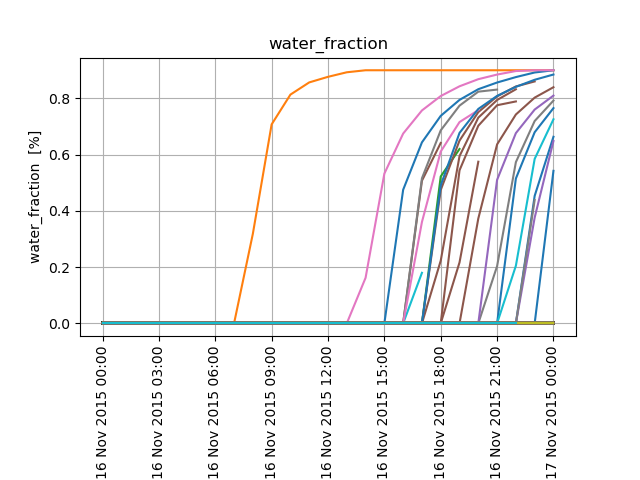 water_fraction
water_fraction [%]
0.8
0.6
0.4
0.2
0.0
16 Nov 2015 00:00
16 Nov 2015 03:00
16 Nov 2015 06:00
16 Nov 2015 09:00
16 Nov 2015 12:00
16 Nov 2015 15:00
16 Nov 2015 18:00
16 Nov 2015 21:00
17 Nov 2015 00:00